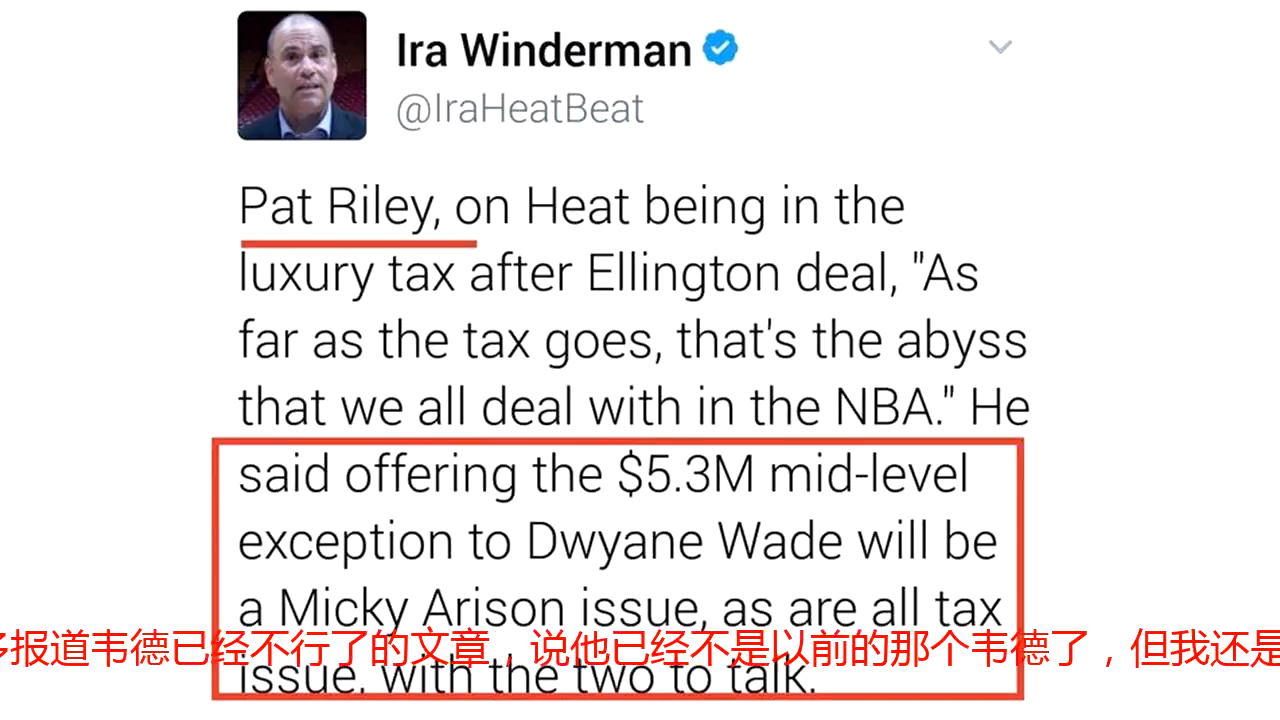 Ira Winderman
@IraHeatBeat
Pat Riley, on Heat being in the
luxury tax after Ellington deal, "As
far as the tax goes, that's the abyss
that we all deal with in the NBA." He
said offering the $5.3M mid-level
exception to Dwyane Wade will be
a Micky Arison issue, as are all tax
报道韦德已经不行了的文章，说他已经不是以前的那个韦德了，但我还是
issue, with the two to talk.